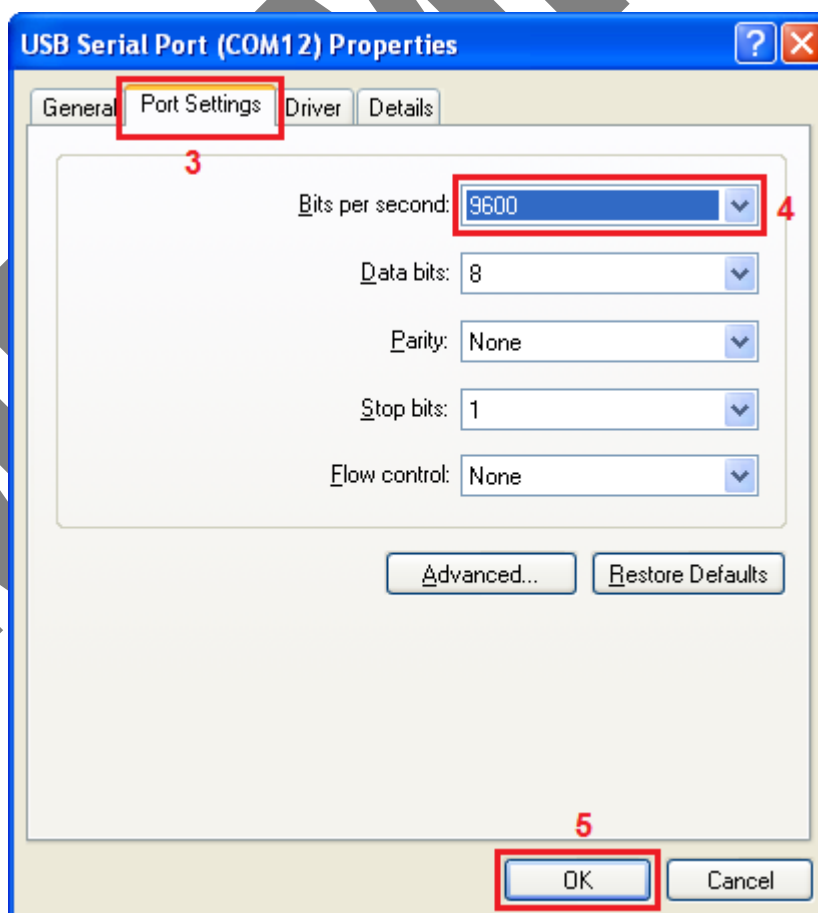 USB Serial Port (COM12) Properties
General Port Settings Driver Details
3
Bits per second: 9600 4
Data bits: 8
Parity: None
Stop bits: 1
Flow control: None
Advanced... Restore Defaults
5
OK Cancel